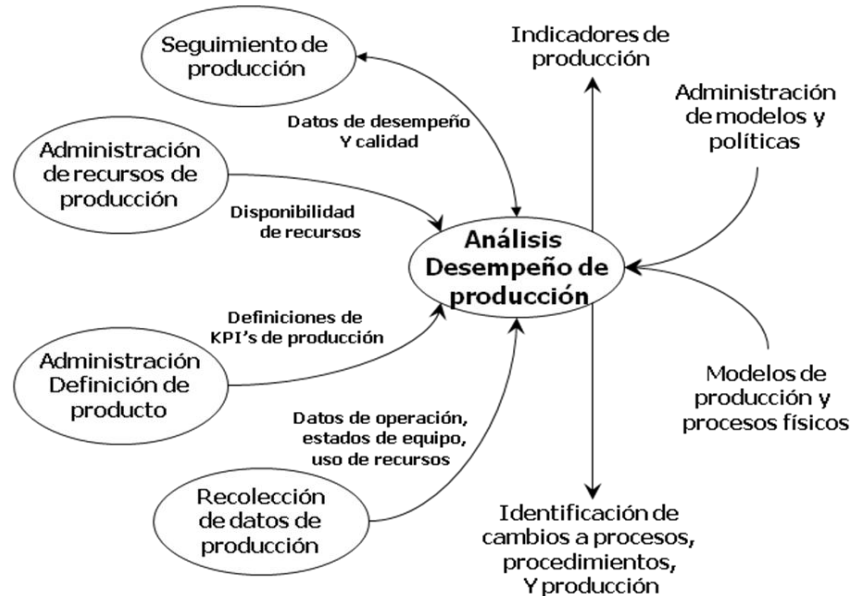 Seguimiento de
producción
Indicadores de
producción
Administración
de modelos y
políticas
Datos de desempeño
Y calidad
Administración
de recursos de
producción
Disponibilidad
de recursos
Análisis
Desempeño de
producción
Definiciones de
KPI's de producción
Administración
Definición de
producto
Modelos de
producción y
procesos físicos
Datos de operación,
estados de equipo,
uso de recursos
Recolección
de datos de
producción
Identificación de
cambios a procesos,
procedimientos,
Y producción